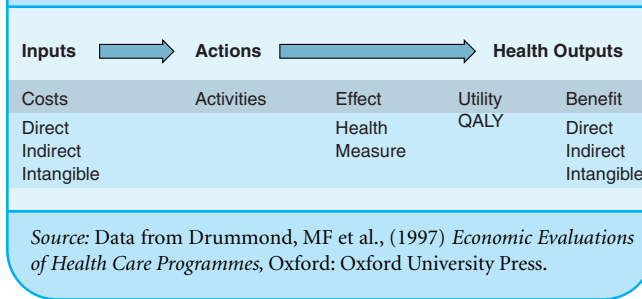 Inputs Actions Health Outputs
Costs Activities Effect Utility Benefit
Direct Health QALY Direct
Indirect Measure Indirect
Intangible Intangible
Source: Data from Drummond, MF et al., (1997) Economic Evaluations
of Health Care Programmes, Oxford: Oxford University Press.